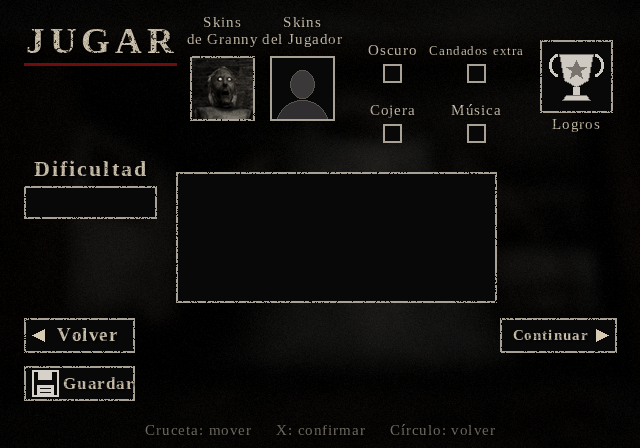 JUGAR
Skins
de Granny
Skins
del Jugador
Oscuro
Candados extra
Cojera
Música
Logros
Dificultad
Volver
Continuar
Guardar
Cruceta: mover X: confirmar Círculo: volver